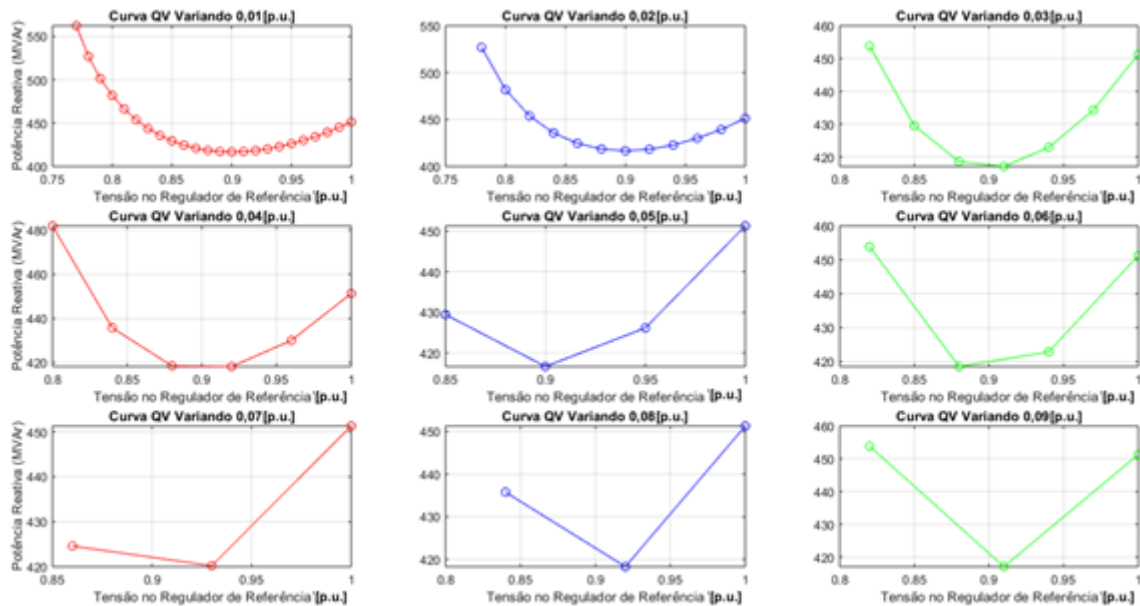 Curva QV Variando 0,01[p.u.]
Potência Reativa (MVAr)
550
500
450
400
0.75 0.8 0.85 0.9 0.95 1
Tensão no Regulador de Referência'[p.u.]
Curva QV Variando 0,02[p.u.]
500
450
400
0.75 0.8 0.85 0.9 0.95 1
Tensão no Regulador de Referência'[p.u.]
Curva QV Variando 0,03[p.u.]
460
440
430
420
0.8 0.85 0.9 0.95 1
Tensão no Regulador de Referência'[p.u.]
Curva QV Variando 0,04[p.u.]
Potência Reativa (MVAr)
480
460
440
420
0.8 0.85 0.9 0.95 1
Tensão no Regulador de Referência'[p.u.]
Curva QV Variando 0,05[p.u.]
450
430
420
0.85 0.9 0.95 1
Tensão no Regulador de Referência'[p.u.]
Curva QV Variando 0,06[p.u.]
460
450
430
420
0.8 0.85 0.9 0.95 1
Tensão no Regulador de Referência'[p.u.]
Curva QV Variando 0,07[p.u.]
Potência Reativa (MVAr)
450
430
420
0.9 0.95 1
Tensão no Regulador de Referência'[p.u.]
Curva QV Variando 0,08[p.u.]
450
440
430
420
0.8 0.85 0.9 0.95 1
Tensão no Regulador de Referência'[p.u.]
Curva QV Variando 0,09[p.u.]
460
450
430
420
0.8 0.85 0.9 0.95 1
Tensão no Regulador de Referência'[p.u.]